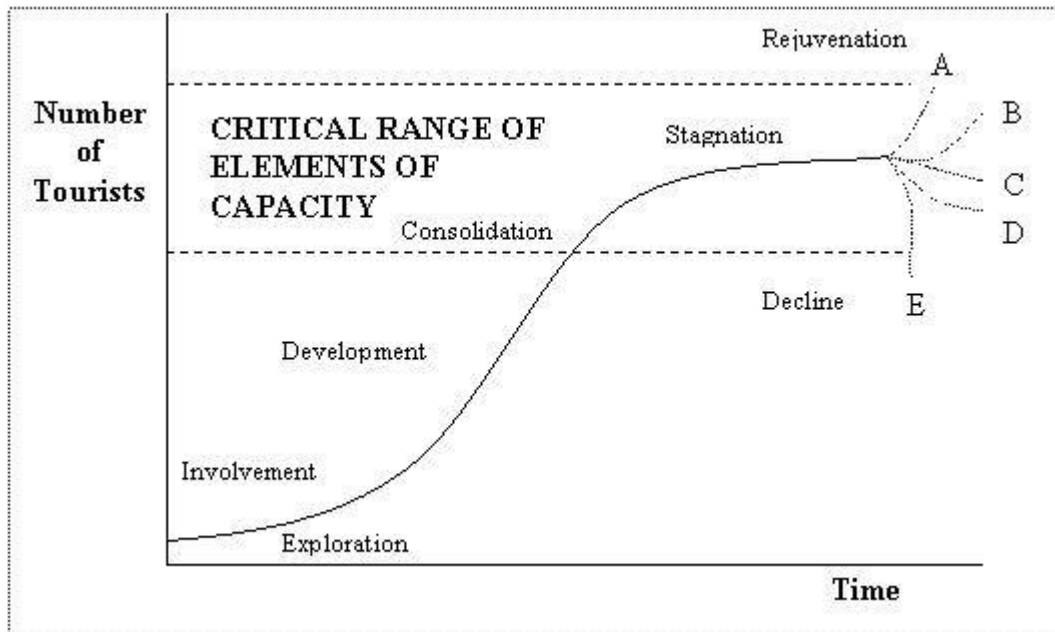 Rejuvenation
A
Number
of
Tourists
B
CRITICAL RANGE OF
ELEMENTS OF
CAPACITY
Stagnation
C
Consolidation
D
Decline
E
Development
Involvement
Exploration
Time